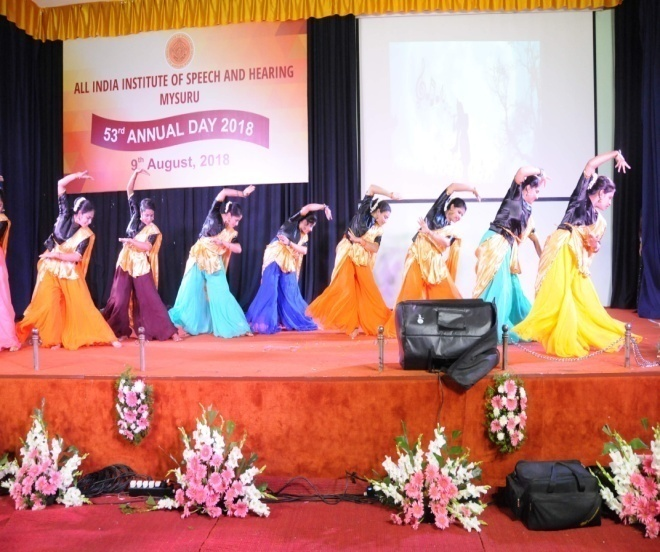 ALL INDIA INSTITUTE OF SPEECH AND HEARING
MYSURU
53rd ANNUAL DAY 2018
9th August, 2018